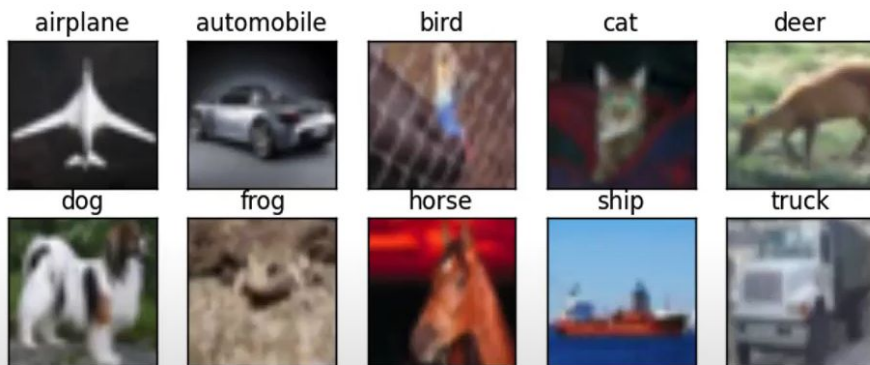 airplane automobile bird cat deer
dog frog horse ship truck